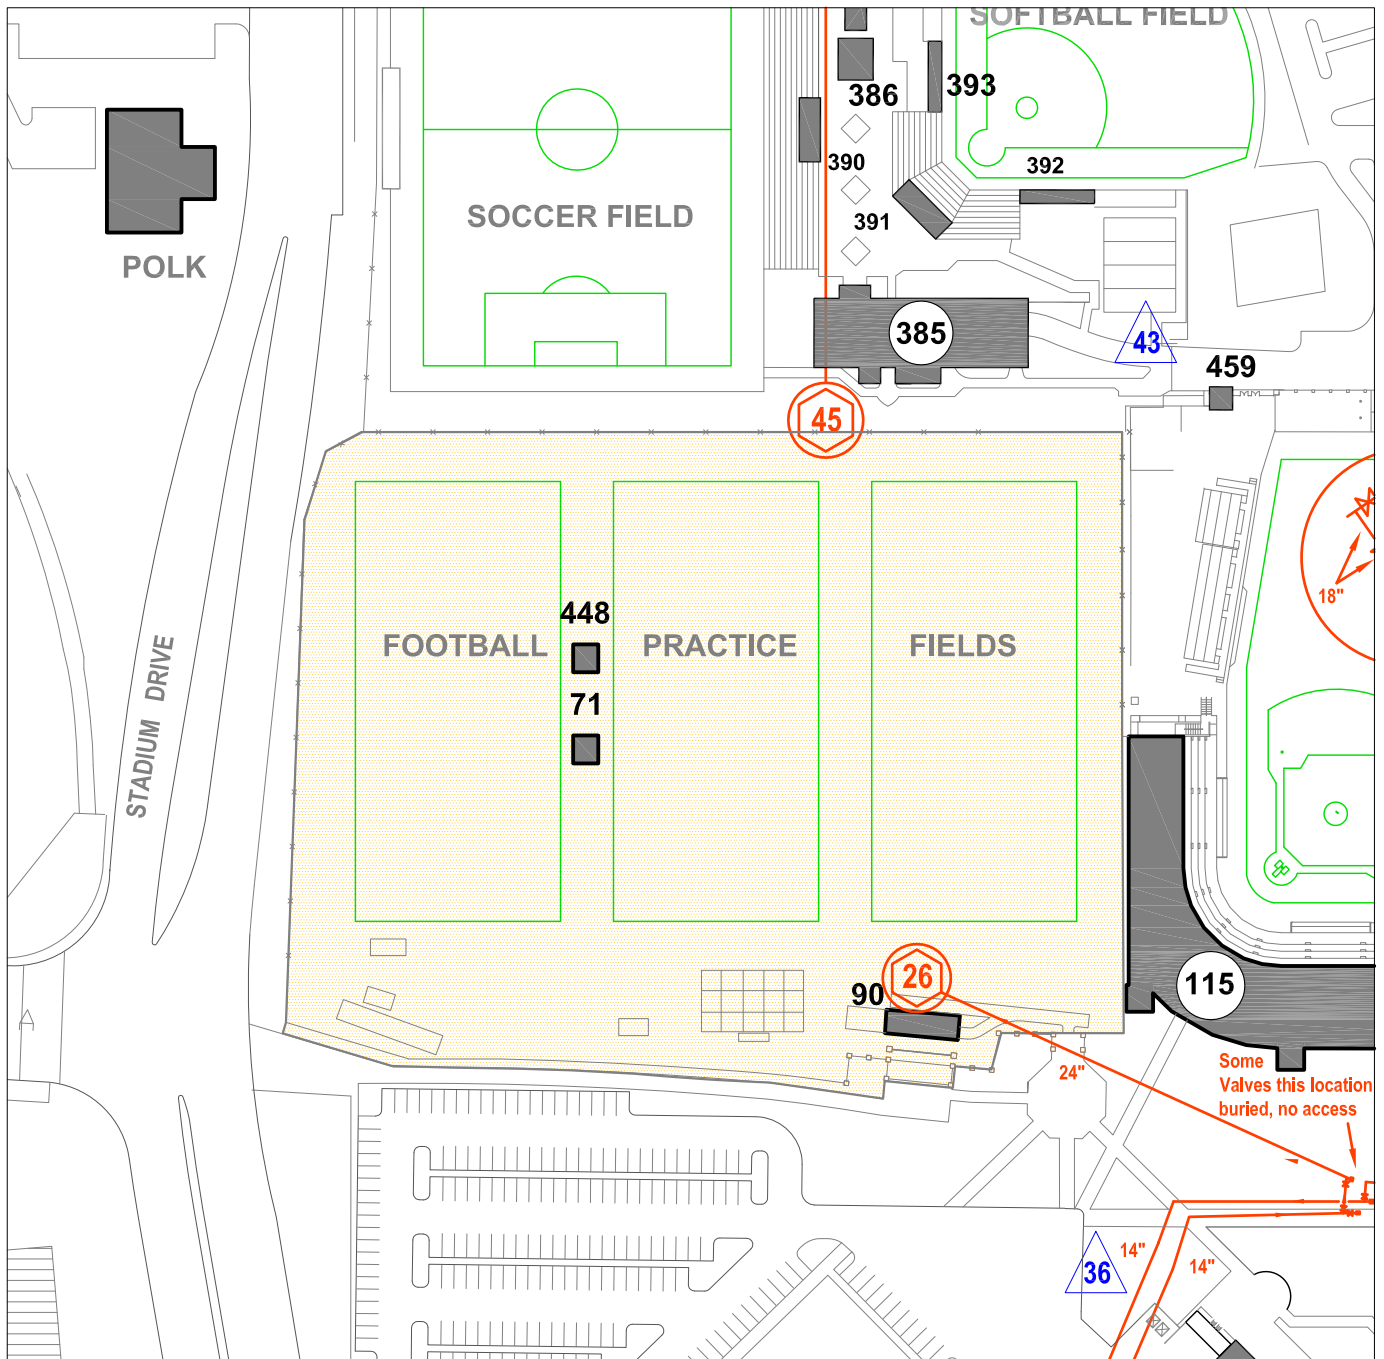 SOFTBALL FIELD
386
393
390
392
391
SOCCER FIELD
POLK
385
43
459
45
18"
448
FOOTBALL
PRACTICE
FIELDS
71
STADIUM DRIVE
26
90
115
24"
Some
Valves this location
buried, no access
14"
14"
36